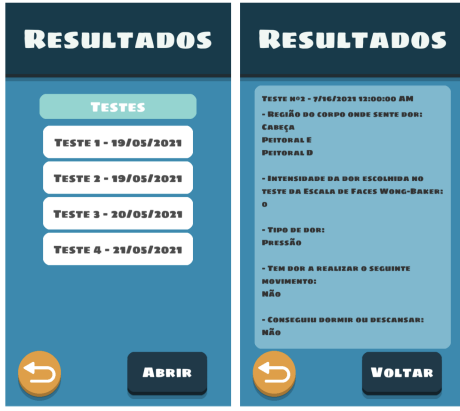 Resultados
Testes
Teste 1 - 19/05/2021
Teste 2 - 19/05/2021
Teste 3 - 20/05/2021
Teste 4 - 21/05/2021
Abrir
Resultados
Teste nº2 - 7/16/2021 12:00:00 AM
- Região do corpo onde sente dor:
Cabeça
Peitoral E
Peitoral D
- Intensidade da dor escolhida no
teste da Escala de Faces Wong-Baker:
0
- Tipo de dor:
Pressão
- Tem dor a realizar o seguinte
movimento:
Não
- Conseguiu dormir ou descansar:
Não
Voltar